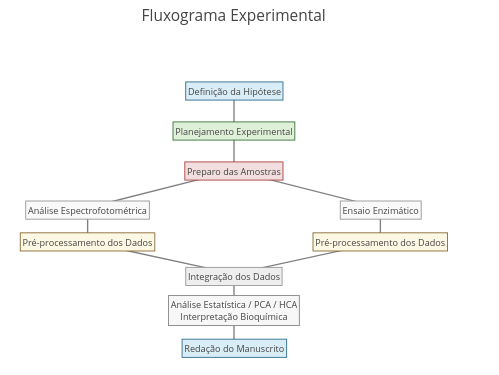 Fluxograma Experimental
Definição da Hipótese
Planejamento Experimental
Preparo das Amostras
Análise Espectrofotométrica
Ensaio Enzimático
Pré-processamento dos Dados
Pré-processamento dos Dados
Integração dos Dados
Análise Estatística / PCA / HCA
Interpretação Bioquímica
Redação do Manuscrito